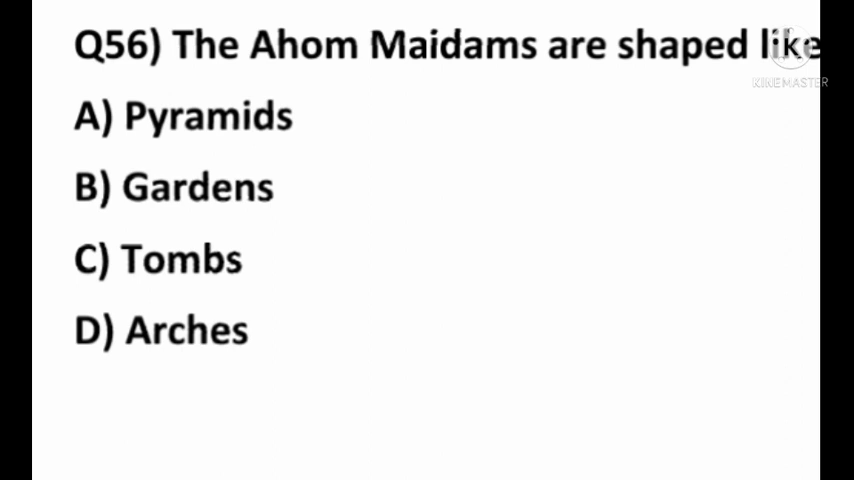 Q56) The Ahom Maidams are shaped like
KINEMASTER
A) Pyramids
B) Gardens
C) Tombs
D) Arches